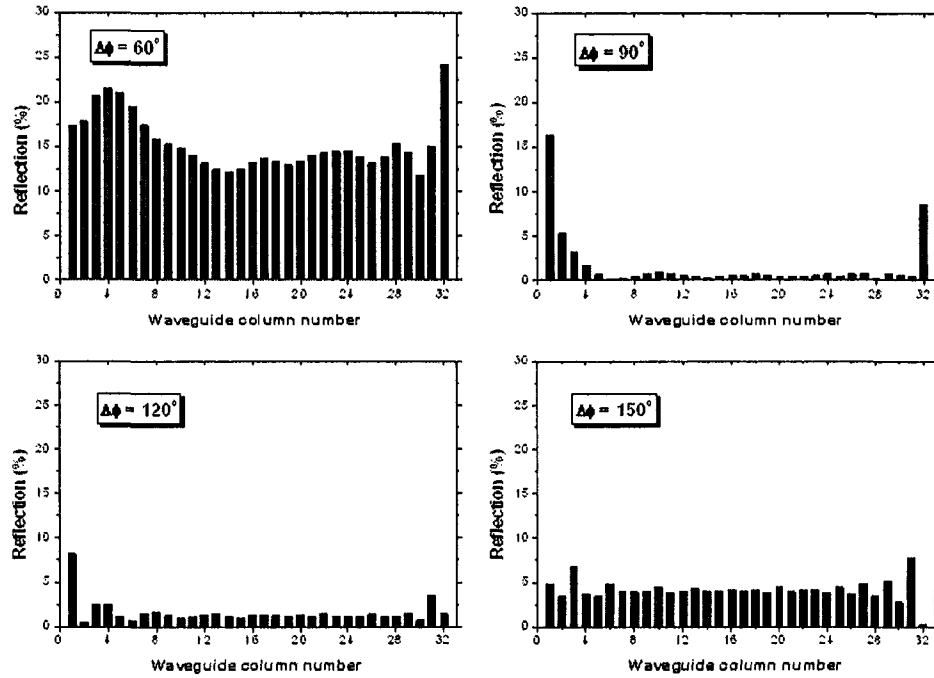 Δϕ = 60°
Reflection (%)
30
25
20
15
10
5
0
0 4 8 12 16 20 24 28 32
Waveguide column number
Δϕ = 90°
Reflection (%)
30
25
20
15
10
5
0
0 4 8 12 16 20 24 28 32
Waveguide column number
Δϕ = 120°
Reflection (%)
30
25
20
15
10
5
0
0 4 8 12 16 20 24 28 32
Waveguide column number
Δϕ = 150°
Reflection (%)
30
25
20
15
10
5
0
0 4 8 12 16 20 24 28 32
Waveguide column number